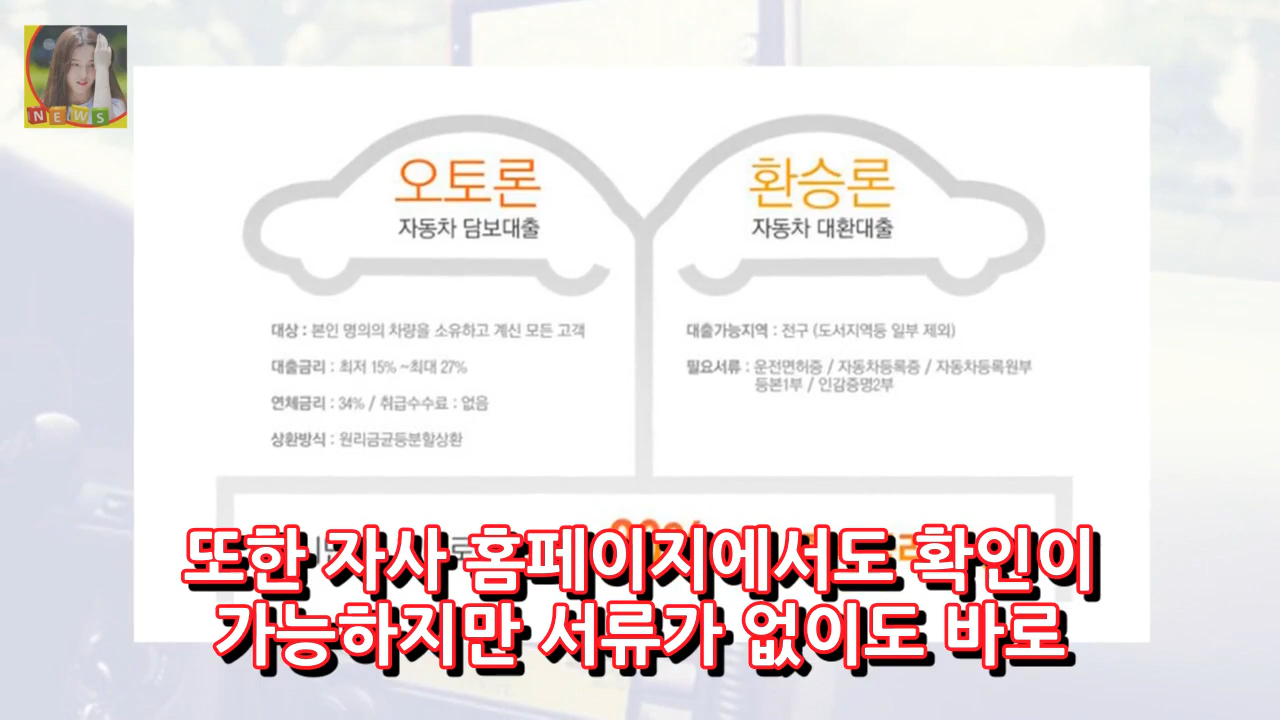 NEWS
오토론
자동차 담보대출
대상 : 본인 명의의 차량을 소유하고 계신 모든 고객
대출금리 : 최저 15% ~최대 27%
연체금리 : 34% / 취급수수료 : 없음
상환방식 : 원리금균등분할상환
환승론
자동차 대환대출
대출가능지역 : 전구 (도서지역등 일부 제외)
필요서류 : 운전면허증 / 자동차등록증 / 자동차등록원부
등본1부 / 인감증명2부
또한 자사 홈페이지에서도 확인이
가능하지만 서류가 없이도 바로